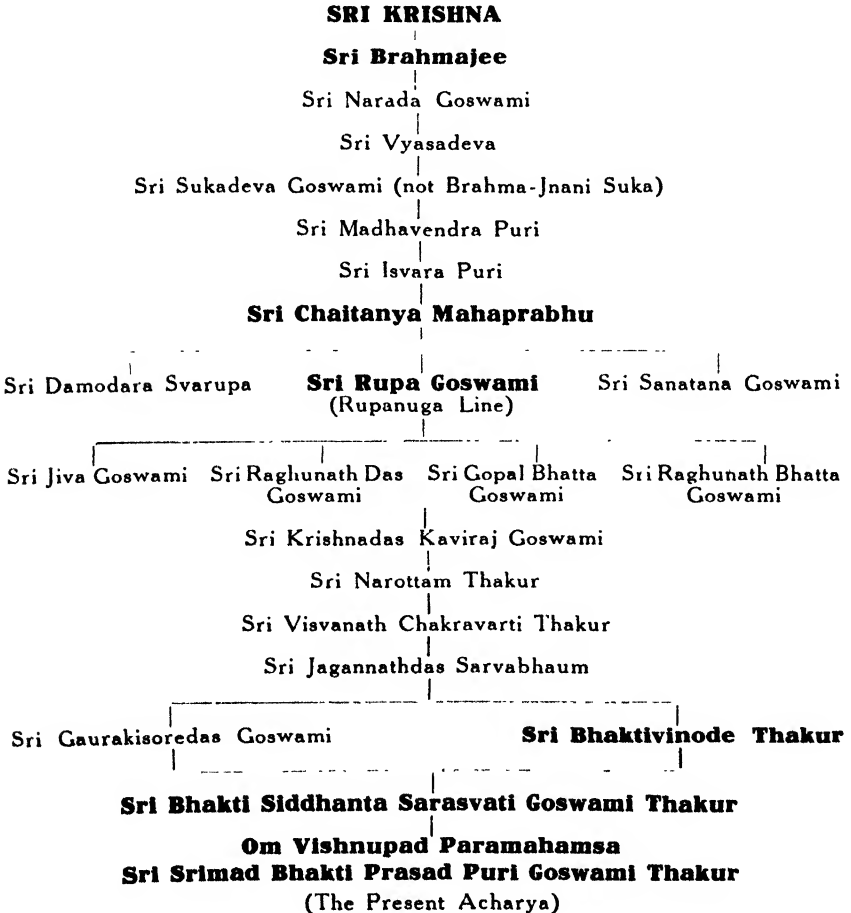 SRI KRISHNA
Sri Brahmajee
Sri Narada Goswami
Sri Vyasadeva
Sri Sukadeva Goswami (not Brahma-Jnani Suka)
Sri Madhavendra Puri
Sri Isvara Puri
Sri Chaitanya Mahaprabhu
Sri Damodara Svarupa Sri Rupa Goswami Sri Sanatana Goswami
(Rupanuga Line)
Sri Jiva Goswami Sri Raghunath Das Sri Gopal Bhatta Sri Raghunath Bhatta
Goswami Goswami Goswami
Sri Krishnadas Kaviraj Goswami
Sri Narottam Thakur
Sri Visvanath Chakravarti Thakur
Sri Jagannathdas Sarvabhaum
Sri Gaurakisoredas Goswami Sri Bhaktivinode Thakur
Sri Bhakti Siddhanta Sarasvati Goswami Thakur
Om Vishnupad Paramahamsa
Sri Srimad Bhakti Prasad Puri Goswami Thakur
(The Present Acharya)